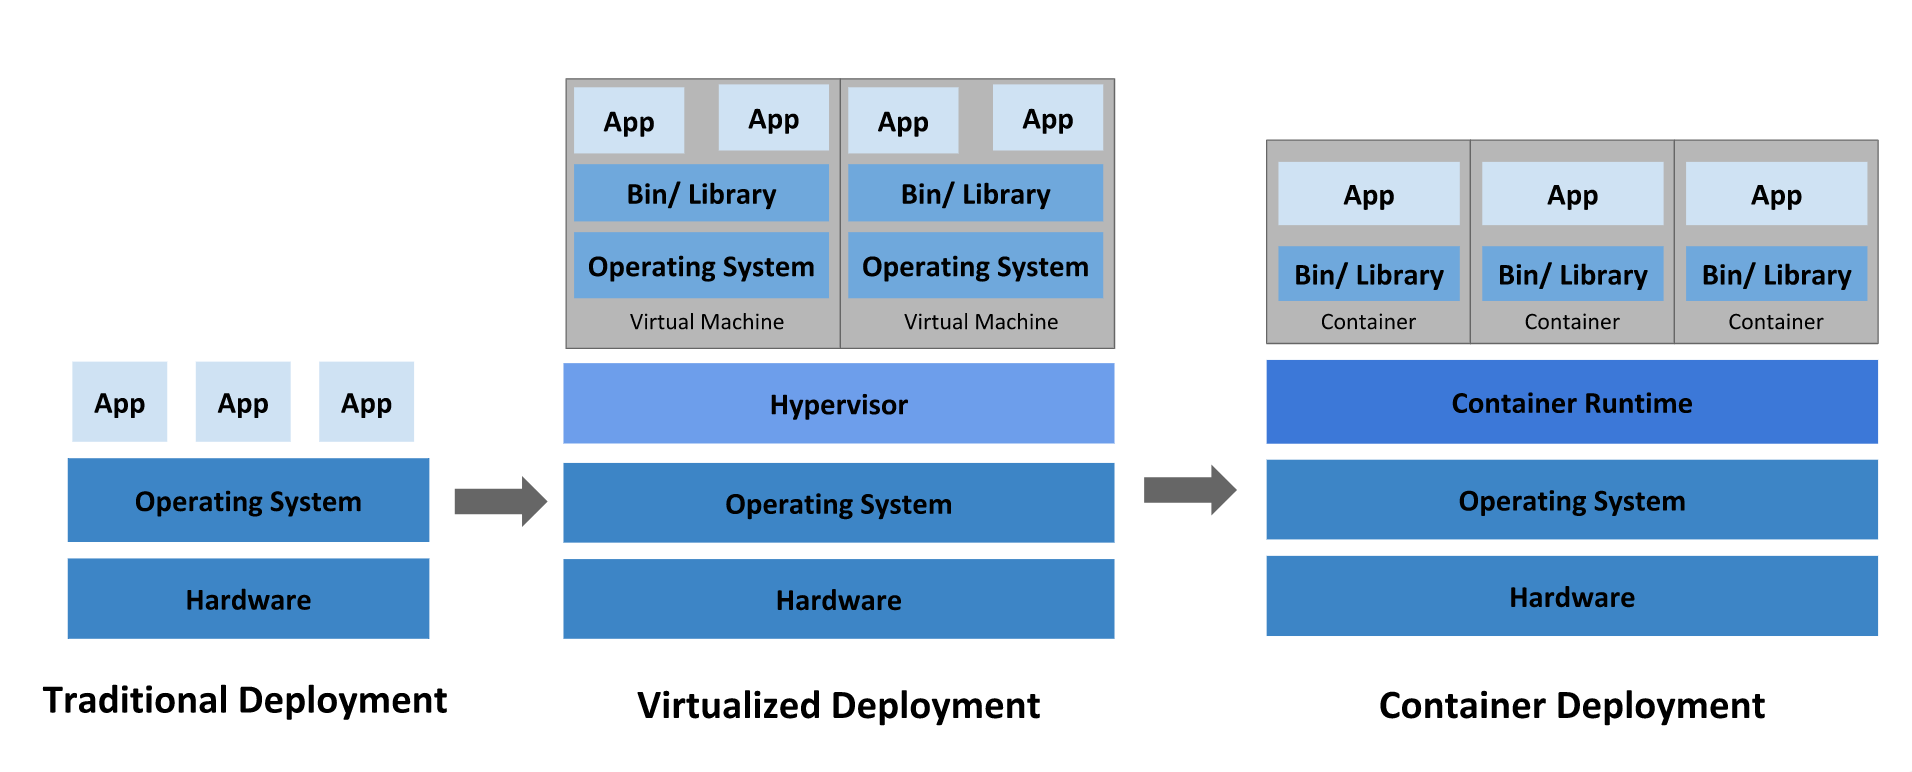 App
App
App
Operating System
Hardware
Traditional Deployment
App
App
Bin/ Library
Operating System
Virtual Machine
App
App
Bin/ Library
Operating System
Virtual Machine
Hypervisor
Operating System
Hardware
Virtualized Deployment
App
Bin/ Library
Container
App
Bin/ Library
Container
App
Bin/ Library
Container
Container Runtime
Operating System
Hardware
Container Deployment